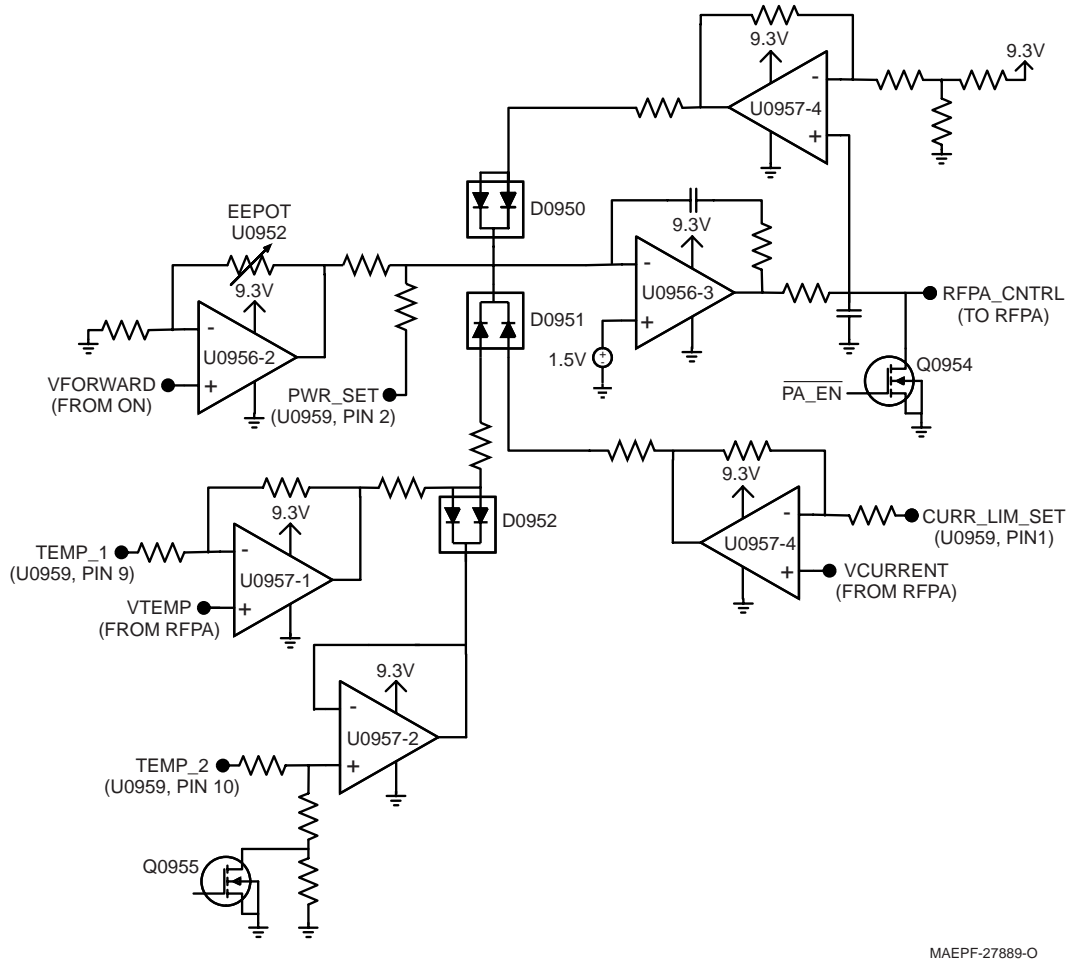 9.3V
9.3V
-
U0957-4
+
D0950
EEPOT
U0952
9.3V
-
U0956-2
+
VFORWARD
(FROM ON)
PWR_SET
(U0959, PIN 2)
9.3V
-
U0956-3
+
1.5V
+-
D0951
RFPA_CNTRL
(TO RFPA)
Q0954
PA_EN
9.3V
-
U0957-4
+
CURR_LIM_SET
(U0959, PIN1)
VCURRENT
(FROM RFPA)
D0952
9.3V
TEMP_1
(U0959, PIN 9)
-
U0957-1
+
VTEMP
(FROM RFPA)
9.3V
-
U0957-2
+
TEMP_2
(U0959, PIN 10)
Q0955
MAEPF-27889-O